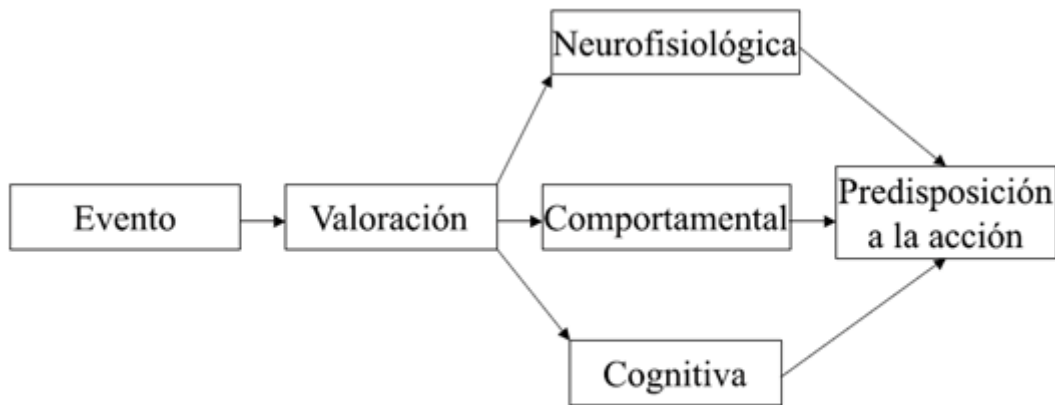 Neurofisiológica
Evento
Valoración
Comportamental
Predisposición
a la acción
Cognitiva